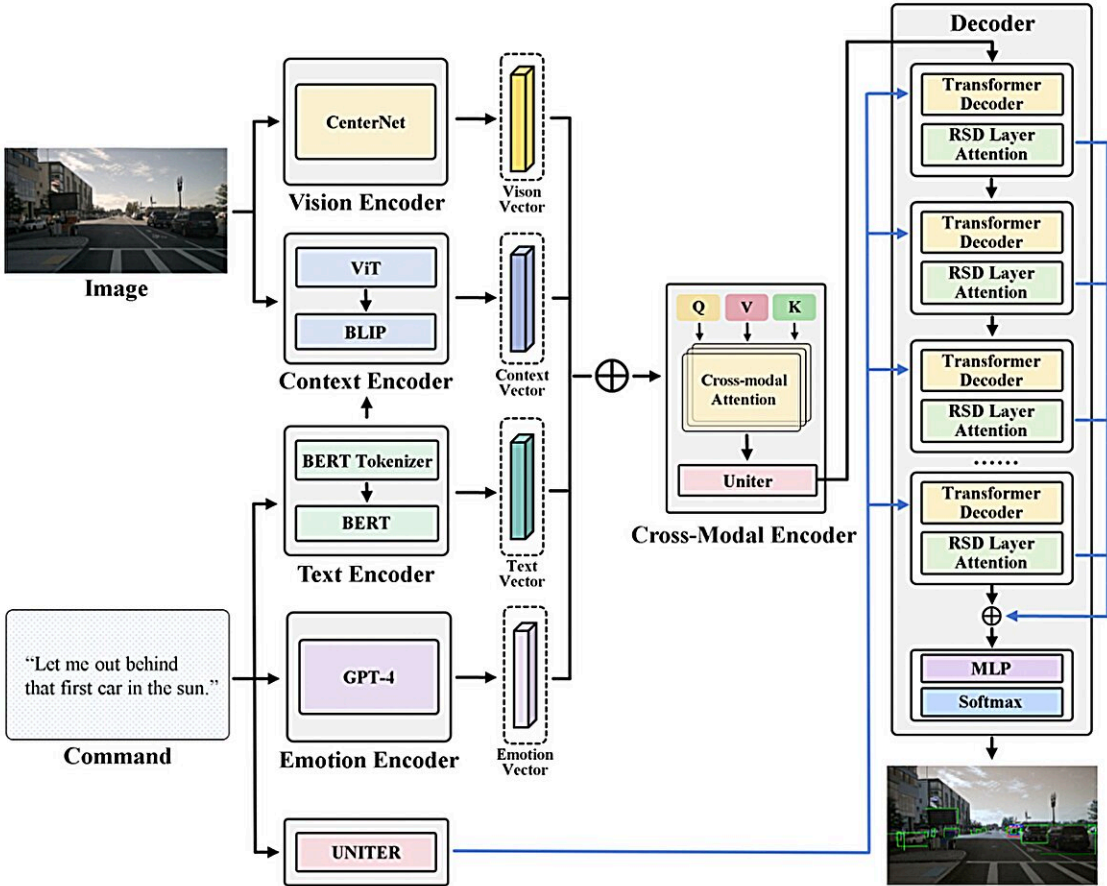 Decoder
Transformer
Decoder
RSD Layer
Attention
Transformer
Decoder
RSD Layer
Attention
Transformer
Decoder
RSD Layer
Attention
......
Transformer
Decoder
RSD Layer
Attention
MLP
Softmax
CenterNet
Vision Encoder
Vison
Vector
Image
ViT
BLIP
Context Encoder
Context
Vector
Q V K
Cross-modal
Attention
Uniter
Cross-Modal Encoder
BERT Tokenizer
BERT
Text Encoder
Text
Vector
“Let me out behind
that first car in the sun.”
Command
GPT-4
Emotion Encoder
Emotion
Vector
UNITER